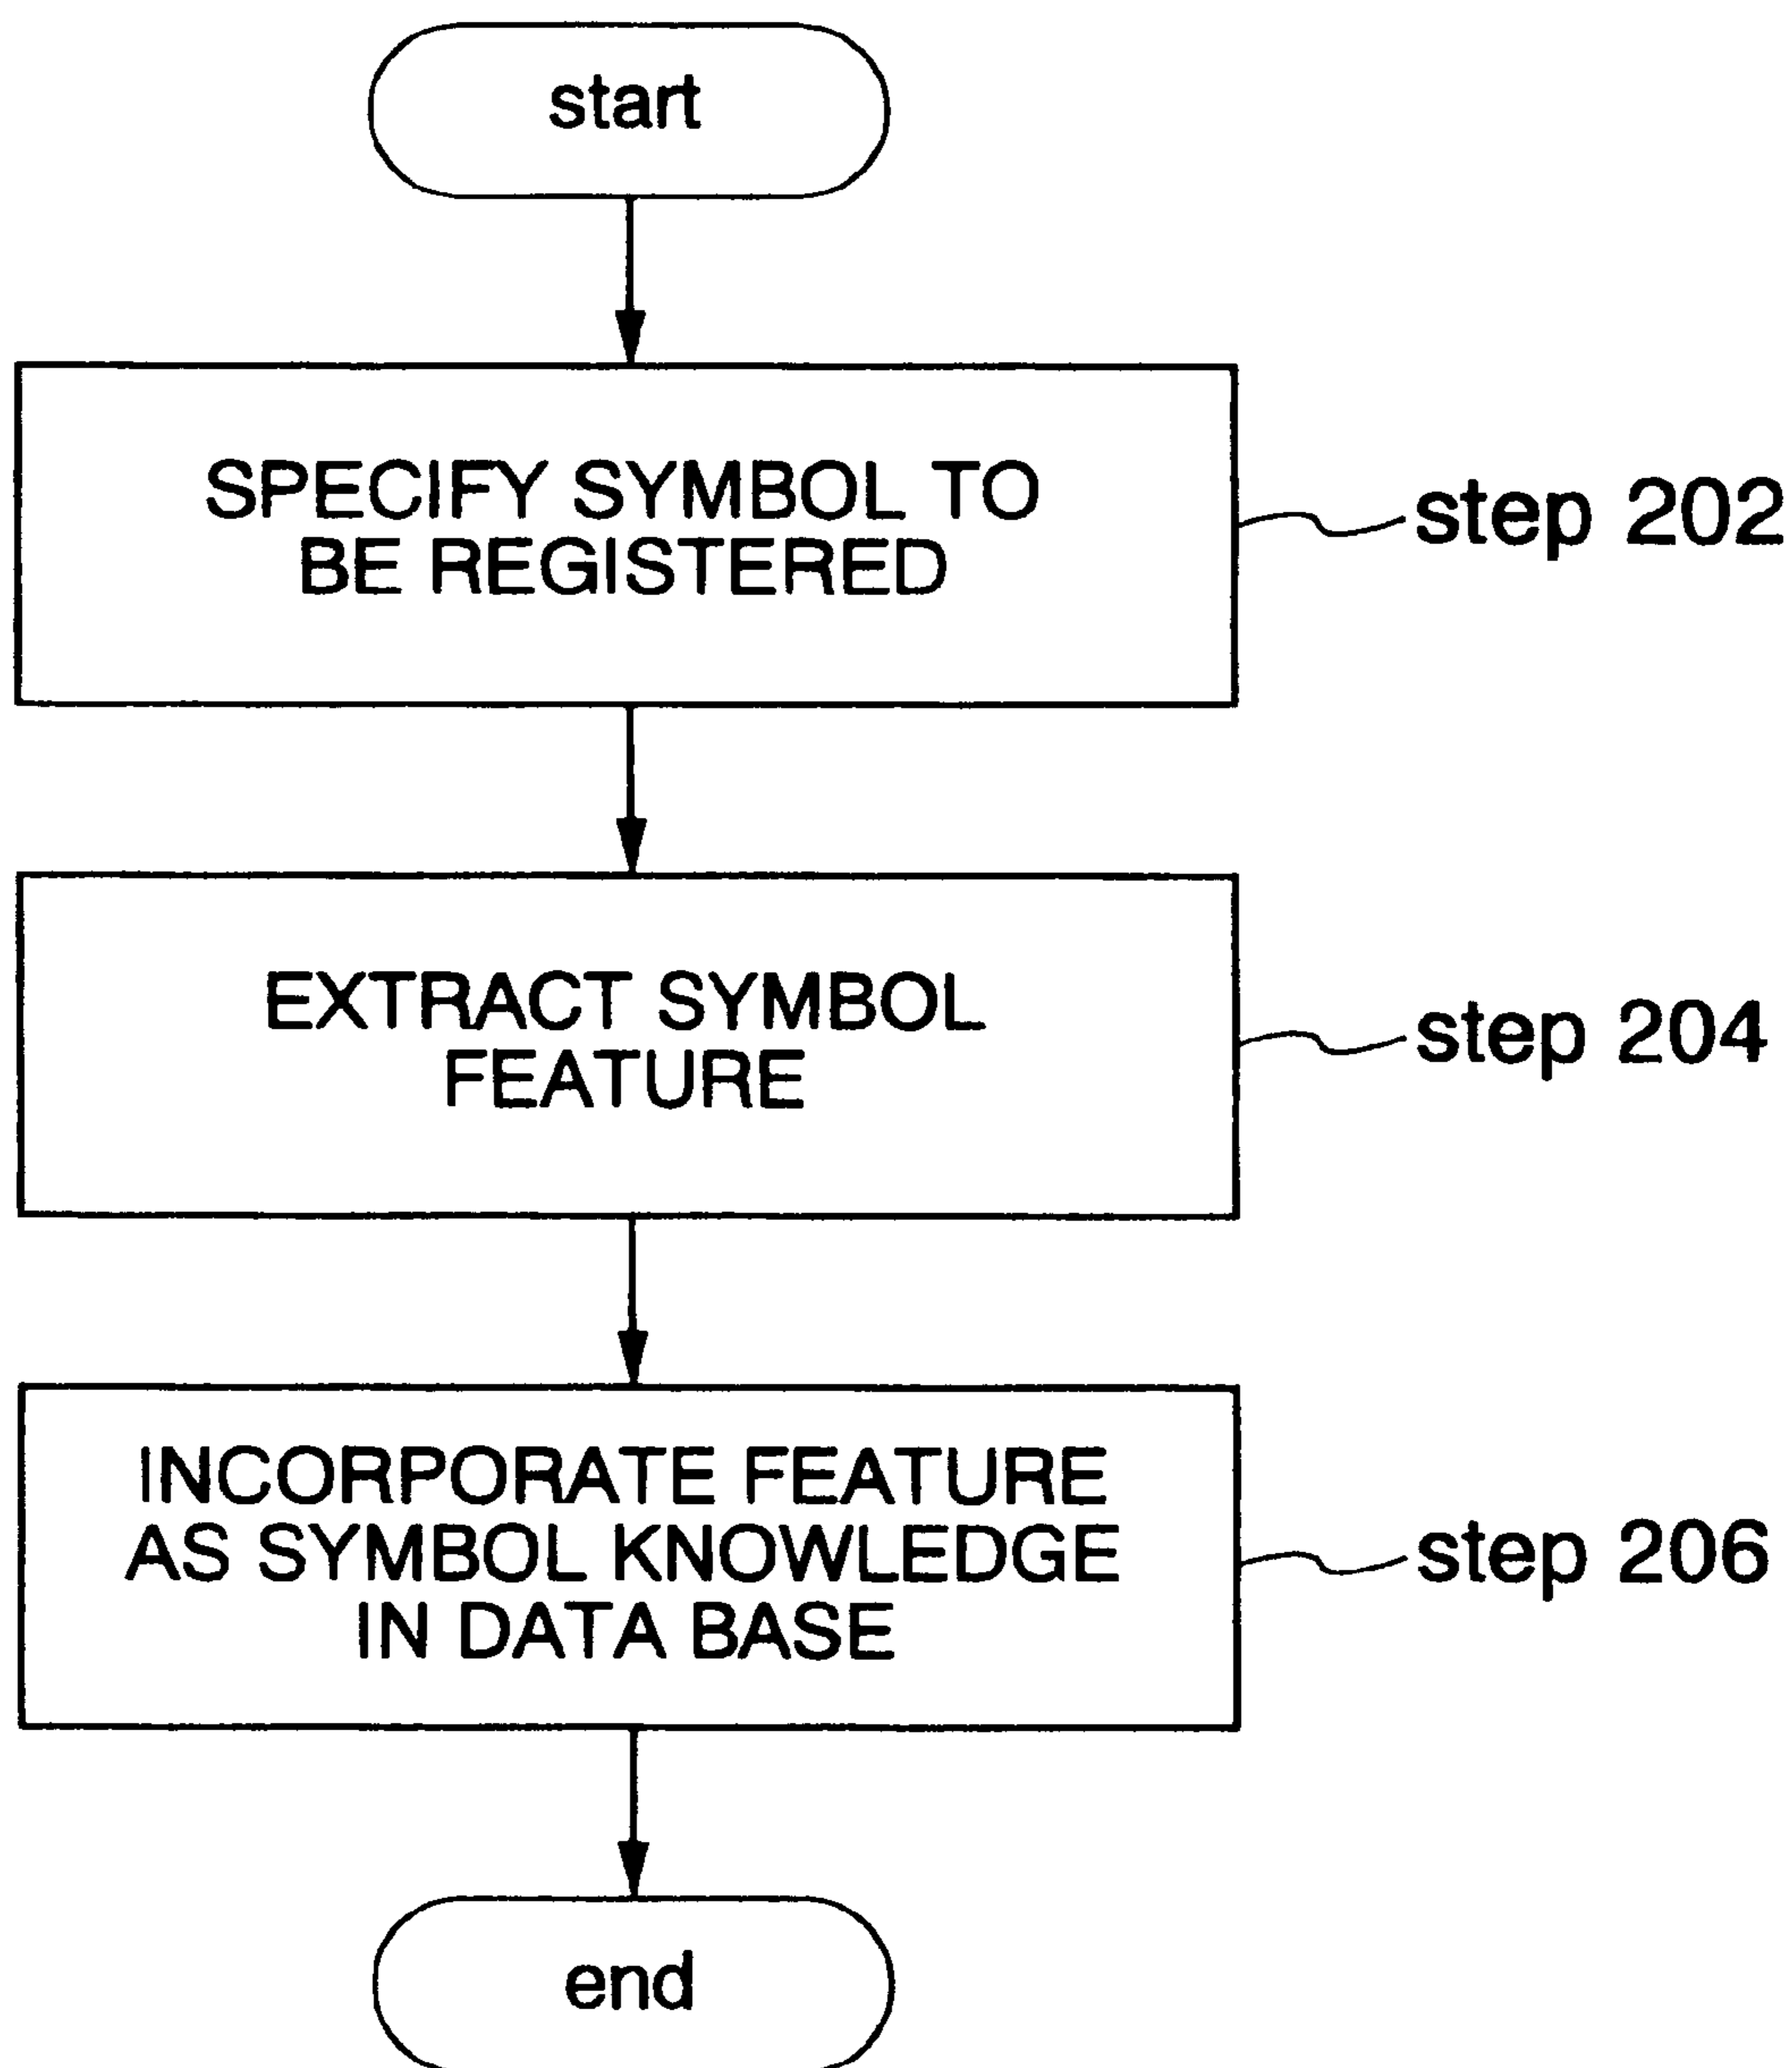 start
SPECIFY SYMBOL TO
BE REGISTERED
step 202
EXTRACT SYMBOL
FEATURE
step 204
INCORPORATE FEATURE
AS SYMBOL KNOWLEDGE
IN DATA BASE
step 206
end